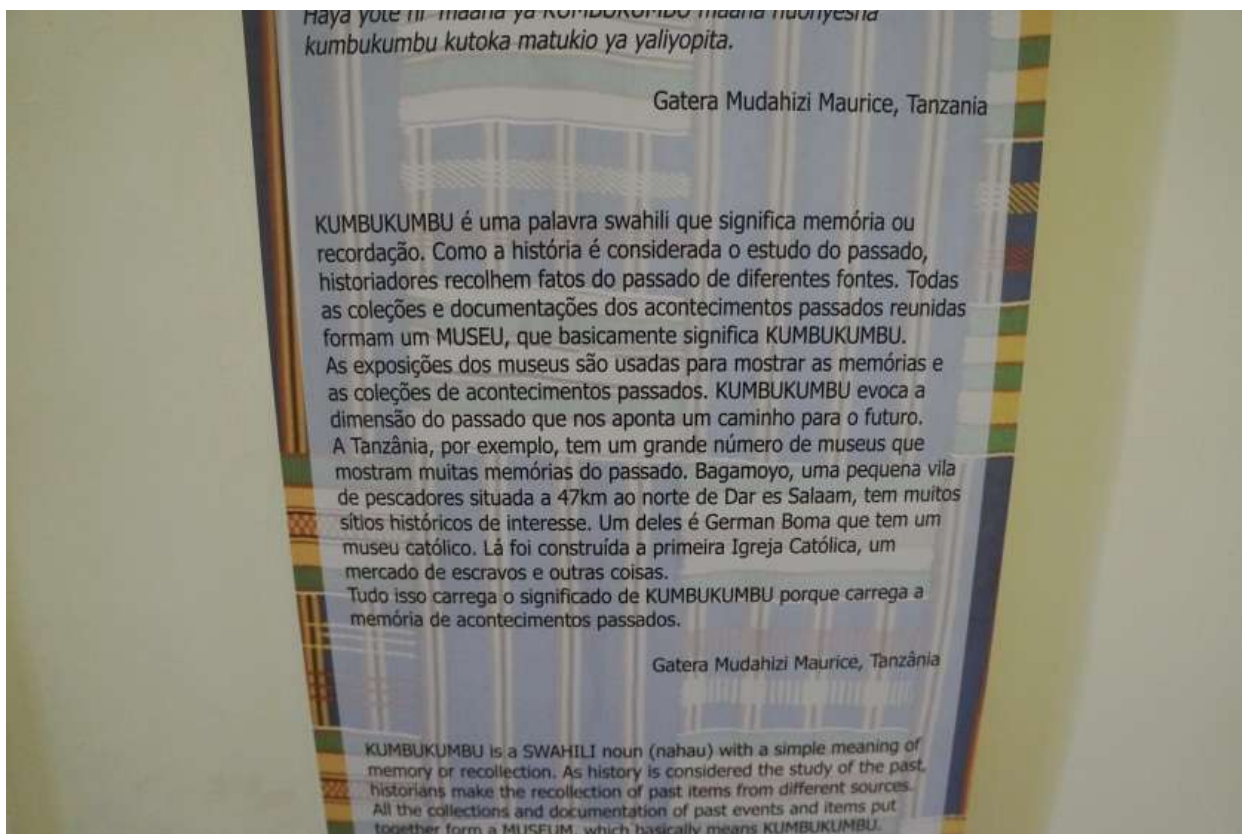 Haya yote ni maana ya KUMBUKUMBU maana huonyesha
kumbukumbu kutoka matukio ya yaliyopita.
Gatera Mudahizi Maurice, Tanzania
KUMBUKUMBU é uma palavra swahili que significa memória ou
recordação. Como a história é considerada o estudo do passado,
historiadores recolhem fatos do passado de diferentes fontes. Todas
as coleções e documentações dos acontecimentos passados reunidas
formam um MUSEU, que basicamente significa KUMBUKUMBU.
As exposições dos museus são usadas para mostrar as memórias e
as coleções de acontecimentos passados. KUMBUKUMBU evoca a
dimensão do passado que nos aponta um caminho para o futuro.
A Tanzânia, por exemplo, tem um grande número de museus que
mostram muitas memórias do passado. Bagamoyo, uma pequena vila
de pescadores situada a 47km ao norte de Dar es Salaam, tem muitos
sítios históricos de interesse. Um deles é German Boma que tem um
museu católico. Lá foi construída a primeira Igreja Católica, um
mercado de escravos e outras coisas.
Tudo isso carrega o significado de KUMBUKUMBU porque carrega a
memória de acontecimentos passados.
Gatera Mudahizi Maurice, Tanzânia
KUMBUKUMBU is a SWAHILI noun (nahau) with a simple meaning of
memory or recollection. As history is considered the study of the past,
historians make the recollection of past items from different sources.
All the collections and documentation of past events and items put
together form a MUSEUM, which basically means KUMBUKUMBU.